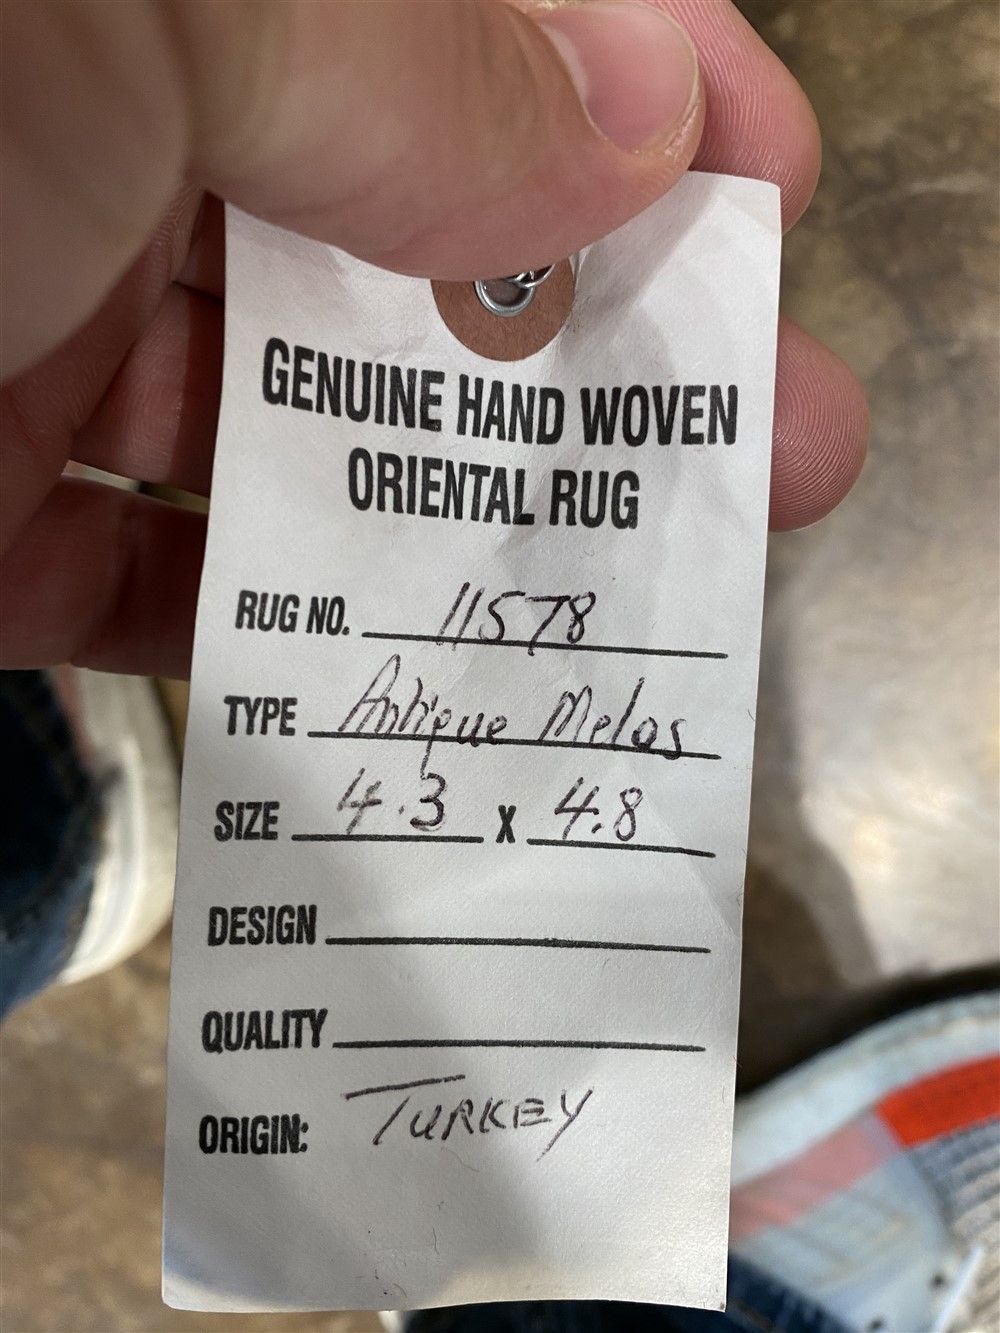 GENUINE HAND WOVEN
ORIENTAL RUG
RUG NO. 11578
TYPE Antique Melas
SIZE 4.3 X 4.8
DESIGN
QUALITY
ORIGIN: TURKEY